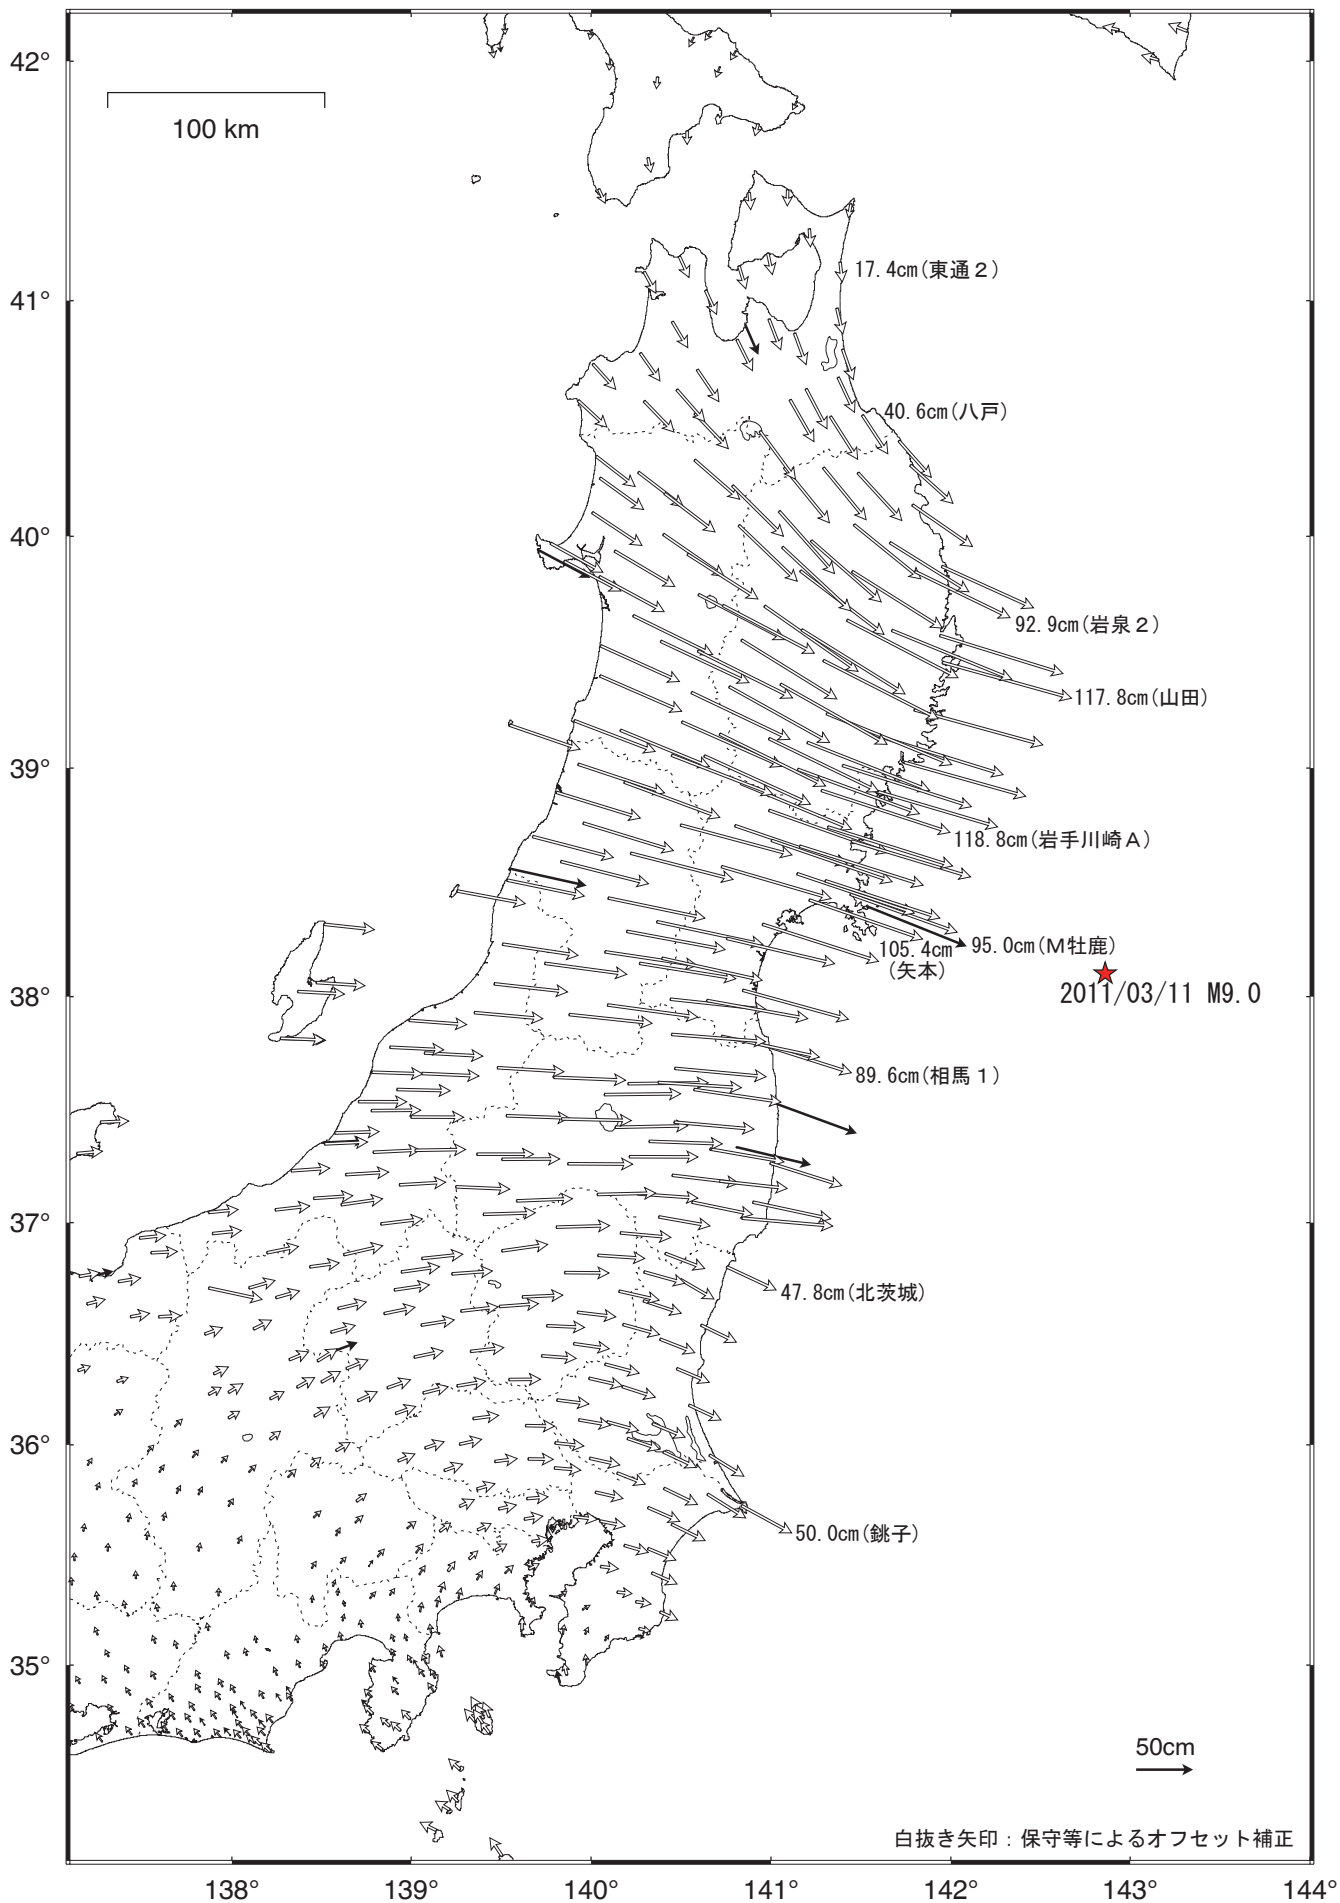 42°
100 km
17.4cm(東通２)
41°
40.6cm(八戸)
40°
92.9cm(岩泉２)
117.8cm(山田)
39°
118.8cm(岩手川崎Ａ)
105.4cm
(矢本)
95.0cm(Ｍ牡鹿)
38°
2011/03/11 M9.0
89.6cm(相馬１)
37°
47.8cm(北茨城)
36°
50.0cm(銚子)
35°
50cm
白抜き矢印：保守等によるオフセット補正
138° 139° 140° 141° 142° 143° 144°